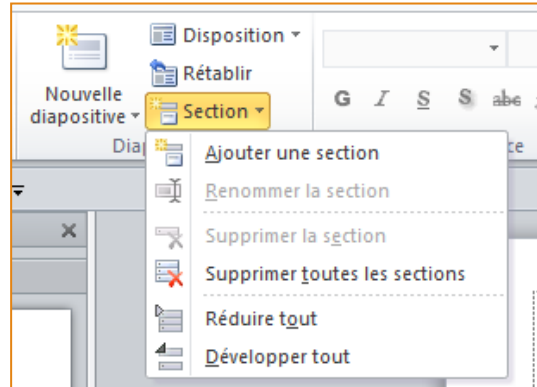 Disposition
Rétablir
Nouvelle
diapositive
Section
G I S S abc
Ajouter une section
Renommer la section
Supprimer la section
Supprimer toutes les sections
Réduire tout
Développer tout